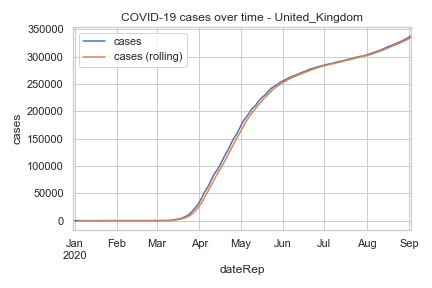 COVID-19 cases over time - United_Kingdom
350000
300000
250000
200000
150000
100000
50000
0
cases
cases
cases (rolling)
Jan Feb Mar Apr May Jun Jul Aug Sep
2020
dateRep